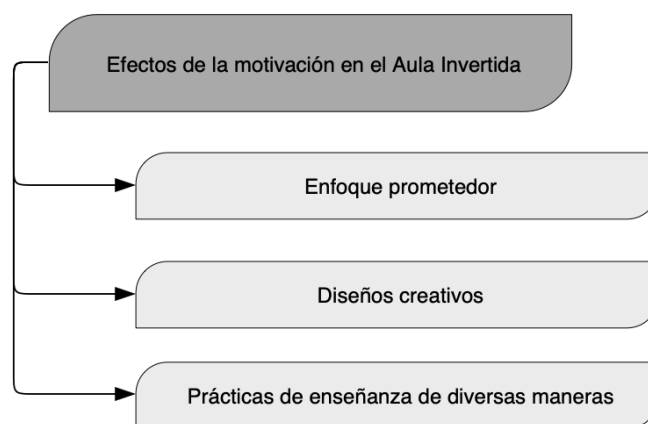 Efectos de la motivación en el Aula Invertida
Enfoque prometedor
Diseños creativos
Prácticas de enseñanza de diversas maneras